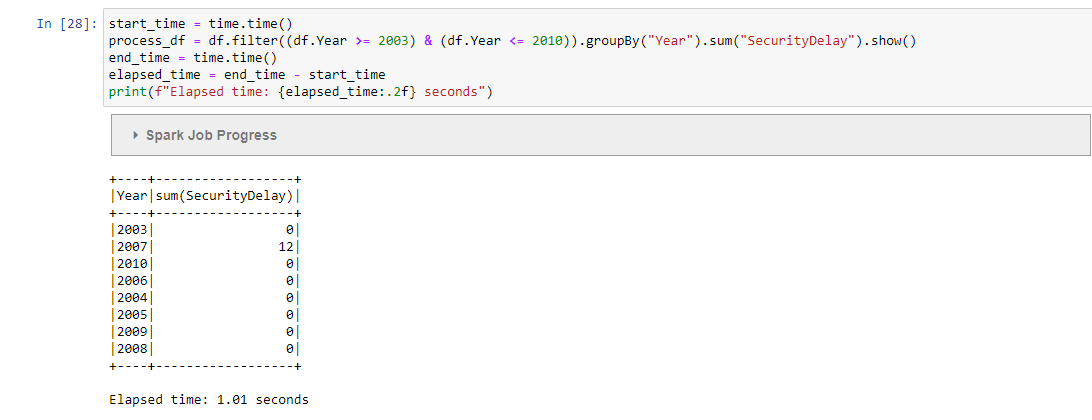 In [28]: start_time = time.time()
process_df = df.filter((df.Year >= 2003) & (df.Year <= 2010)).groupBy("Year").sum("SecurityDelay").show()
end_time = time.time()
elapsed_time = end_time - start_time
print(f"Elapsed time: {elapsed_time:.2f} seconds")
Spark Job Progress
+----+------------------+
|Year|sum(SecurityDelay)|
+----+------------------+
|2003|                 0|
|2007|                12|
|2010|                 0|
|2006|                 0|
|2004|                 0|
|2005|                 0|
|2009|                 0|
|2008|                 0|
+----+------------------+
Elapsed time: 1.01 seconds